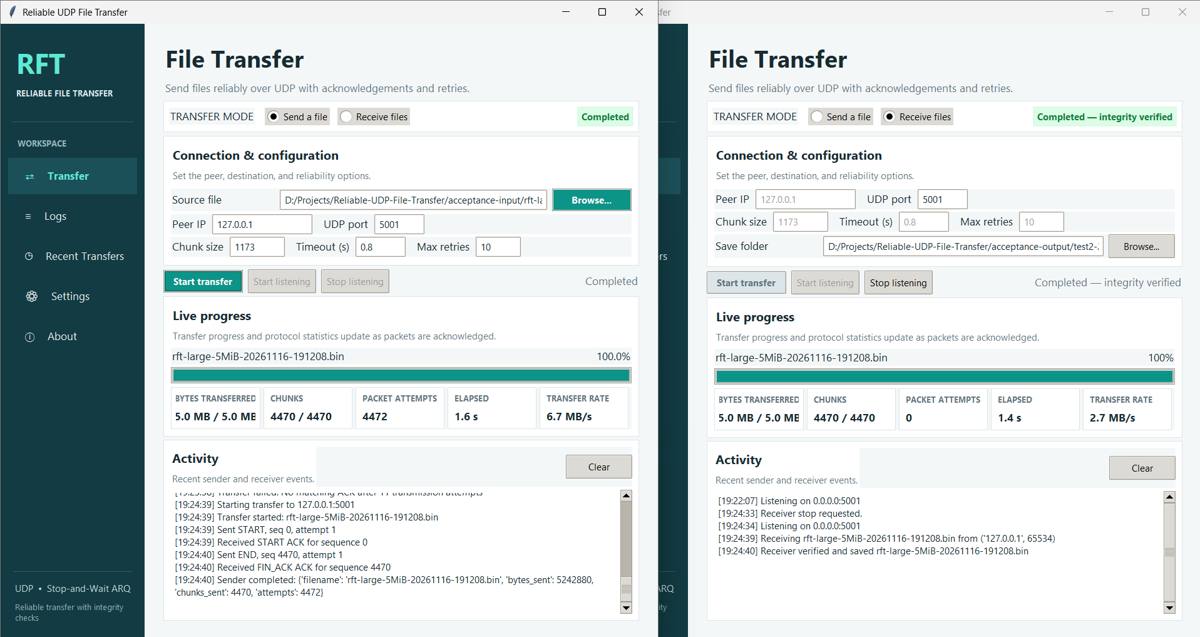 Reliable UDP File Transfer
RFT
RELIABLE FILE TRANSFER
WORKSPACE
Transfer
Logs
Recent Transfers
Settings
About
UDP • Stop-and-Wait ARQ
Reliable transfer with integrity
checks
File Transfer
Send files reliably over UDP with acknowledgements and retries.
TRANSFER MODE Send a file Receive files Completed
Connection & configuration
Set the peer, destination, and reliability options.
Source file D:/Projects/Reliable-UDP-File-Transfer/acceptance-input/rft-la Browse...
Peer IP 127.0.0.1 UDP port 5001
Chunk size 1173 Timeout (s) 0.8 Max retries 10
Start transfer Start listening Stop listening Completed
Live progress
Transfer progress and protocol statistics update as packets are acknowledged.
rft-large-5MiB-20261116-191208.bin 100.0%
BYTES TRANSFERRED CHUNKS PACKET ATTEMPTS ELAPSED TRANSFER RATE
5.0 MB / 5.0 MB 4470 / 4470 4472 1.6 s 6.7 MB/s
Activity
Recent sender and receiver events. Clear
Transfer failed: No matching ACK after 11 transmission attempts
[19:24:39] Starting transfer to 127.0.0.1:5001
[19:24:39] Transfer started: rft-large-5MiB-20261116-191208.bin
[19:24:39] Sent START, seq 0, attempt 1
[19:24:39] Received START ACK for sequence 0
[19:24:40] Sent END, seq 4470, attempt 1
[19:24:40] Received FIN_ACK ACK for sequence 4470
[19:24:40] Sender completed: {'filename': 'rft-large-5MiB-20261116-191208.bin', 'bytes_sent': 5242880,
'chunks_sent': 4470, 'attempts': 4472}
sfer
ers
ARQ
ity
File Transfer
Send files reliably over UDP with acknowledgements and retries.
TRANSFER MODE Send a file Receive files Completed — integrity verified
Connection & configuration
Set the peer, destination, and reliability options.
Peer IP 127.0.0.1 UDP port 5001
Chunk size 1173 Timeout (s) 0.8 Max retries 10
Save folder D:/Projects/Reliable-UDP-File-Transfer/acceptance-output/test2-. Browse...
Start transfer Start listening Stop listening Completed — integrity verified
Live progress
Transfer progress and protocol statistics update as packets are acknowledged.
rft-large-5MiB-20261116-191208.bin 100%
BYTES TRANSFERRED CHUNKS PACKET ATTEMPTS ELAPSED TRANSFER RATE
5.0 MB / 5.0 MB 4470 / 4470 0 1.4 s 2.7 MB/s
Activity
Recent sender and receiver events. Clear
[19:22:07] Listening on 0.0.0.0:5001
[19:24:33] Receiver stop requested.
[19:24:34] Listening on 0.0.0.0:5001
[19:24:39] Receiving rft-large-5MiB-20261116-191208.bin from ('127.0.0.1', 65534)
[19:24:40] Receiver verified and saved rft-large-5MiB-20261116-191208.bin